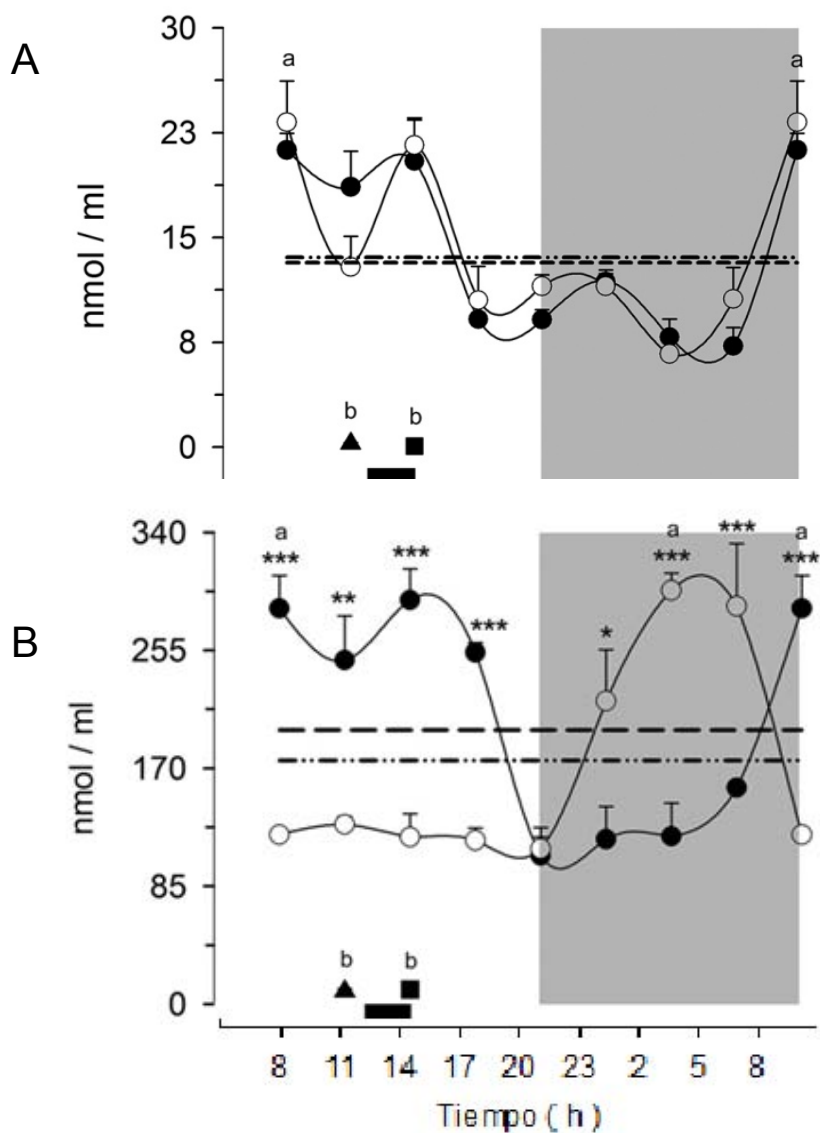 A
30
a
a
23
nmol / ml
15
8
b
b
0
B
340
a
a
***
a
***
***
***
***
**
***
255
*
nmol / ml
170
85
b
b
0
8 11 14 17 20 23 2 5 8
Tiempo ( h )